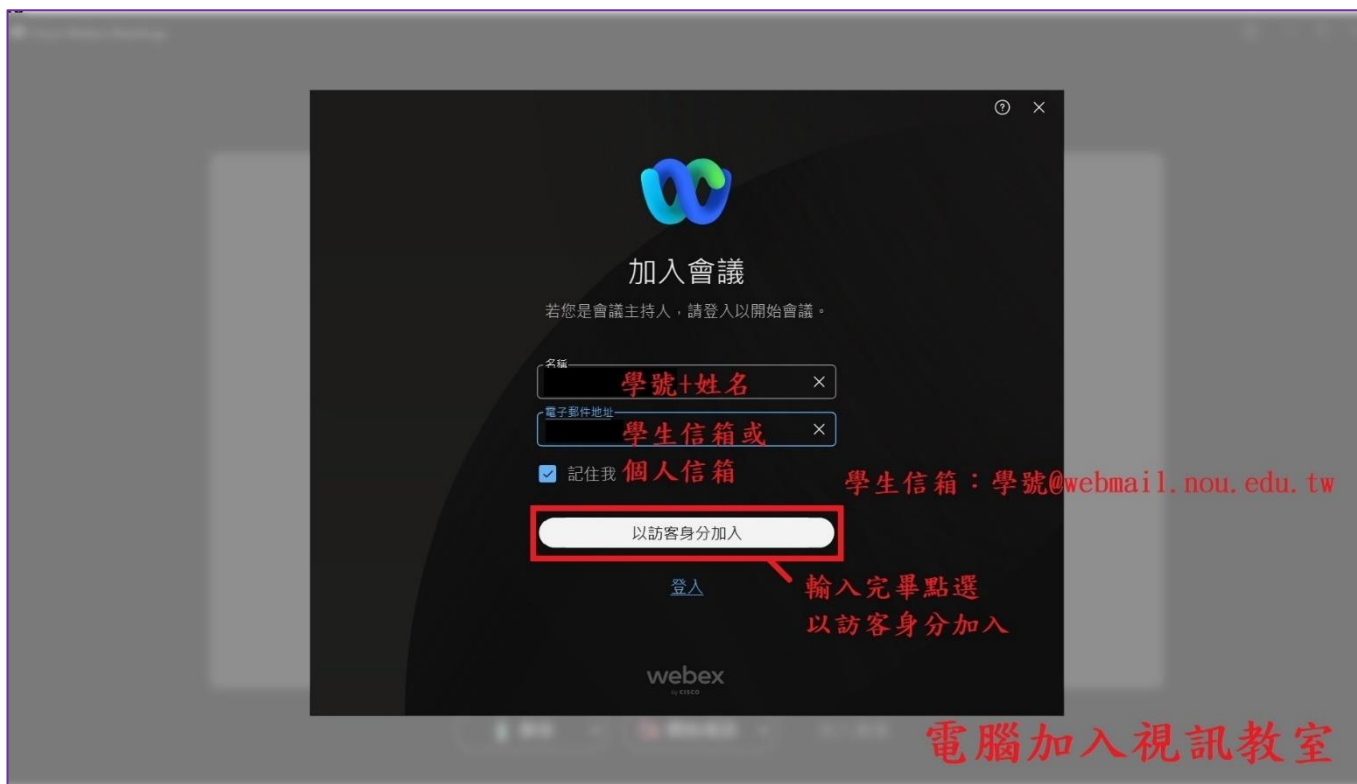 加入會議
若您是會議主持人，請登入以開始會議。
名稱
學號+姓名
電子郵件地址
學生信箱或
記住我 個人信箱
學生信箱：學號@webmail.nou.edu.tw
以訪客身分加入
登入
輸入完畢點選
以訪客身分加入
webex
by CISCO
電腦加入視訊教室